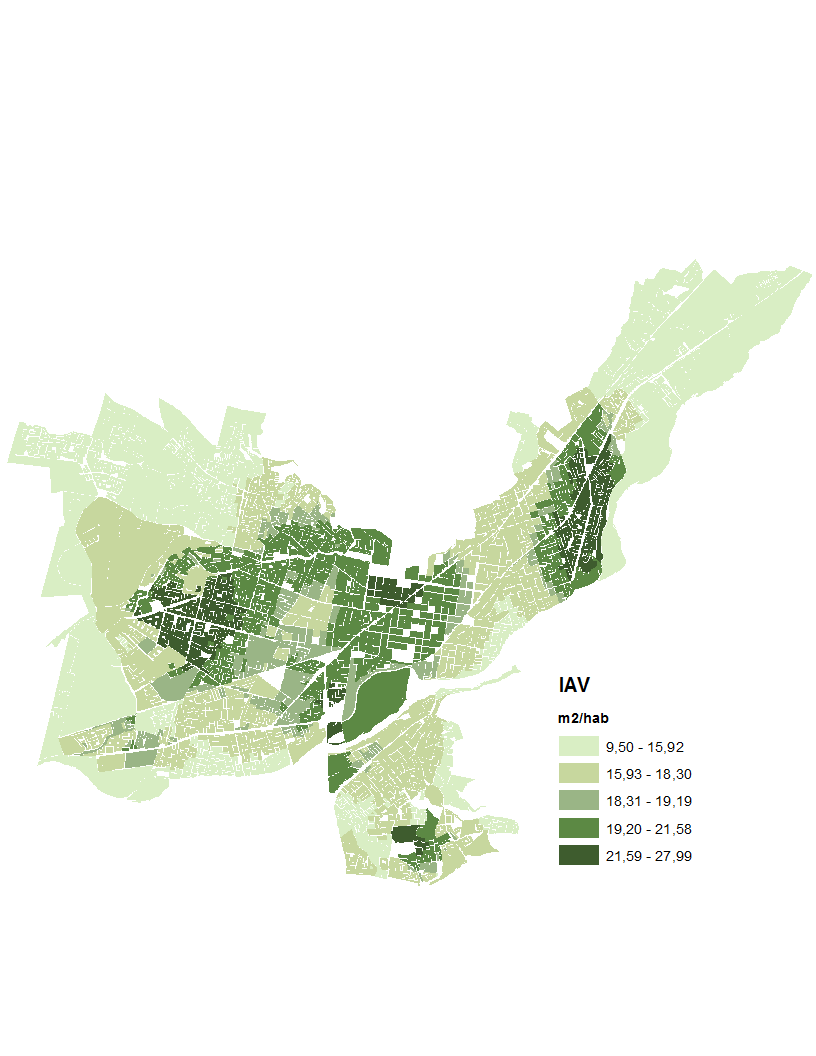 IAV
m2/hab
9,50 - 15,92
15,93 - 18,30
18,31 - 19,19
19,20 - 21,58
21,59 - 27,99